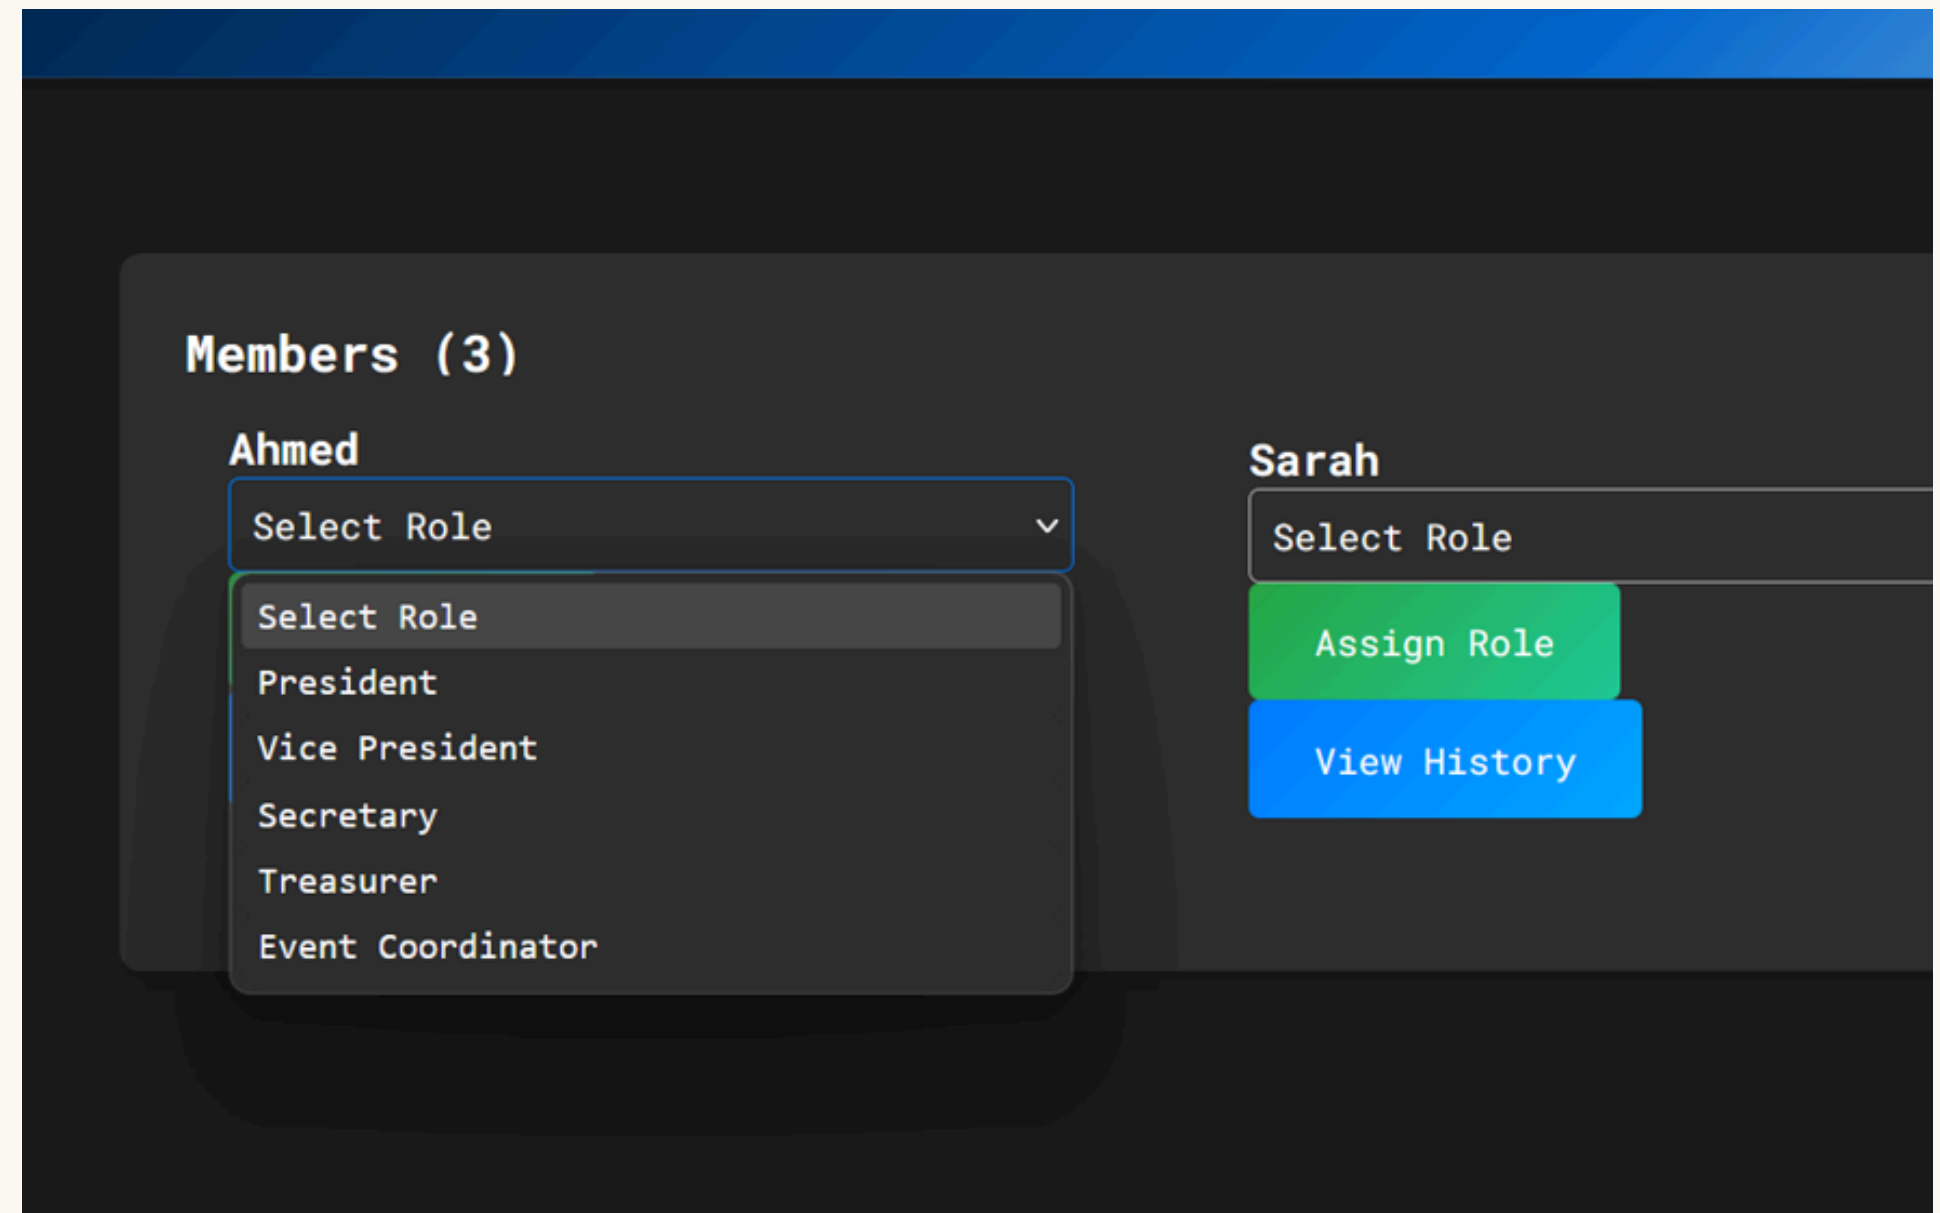 Members (3)
Ahmed
Select Role
Select Role
President
Vice President
Secretary
Treasurer
Event Coordinator
Sarah
Select Role
Assign Role
View History